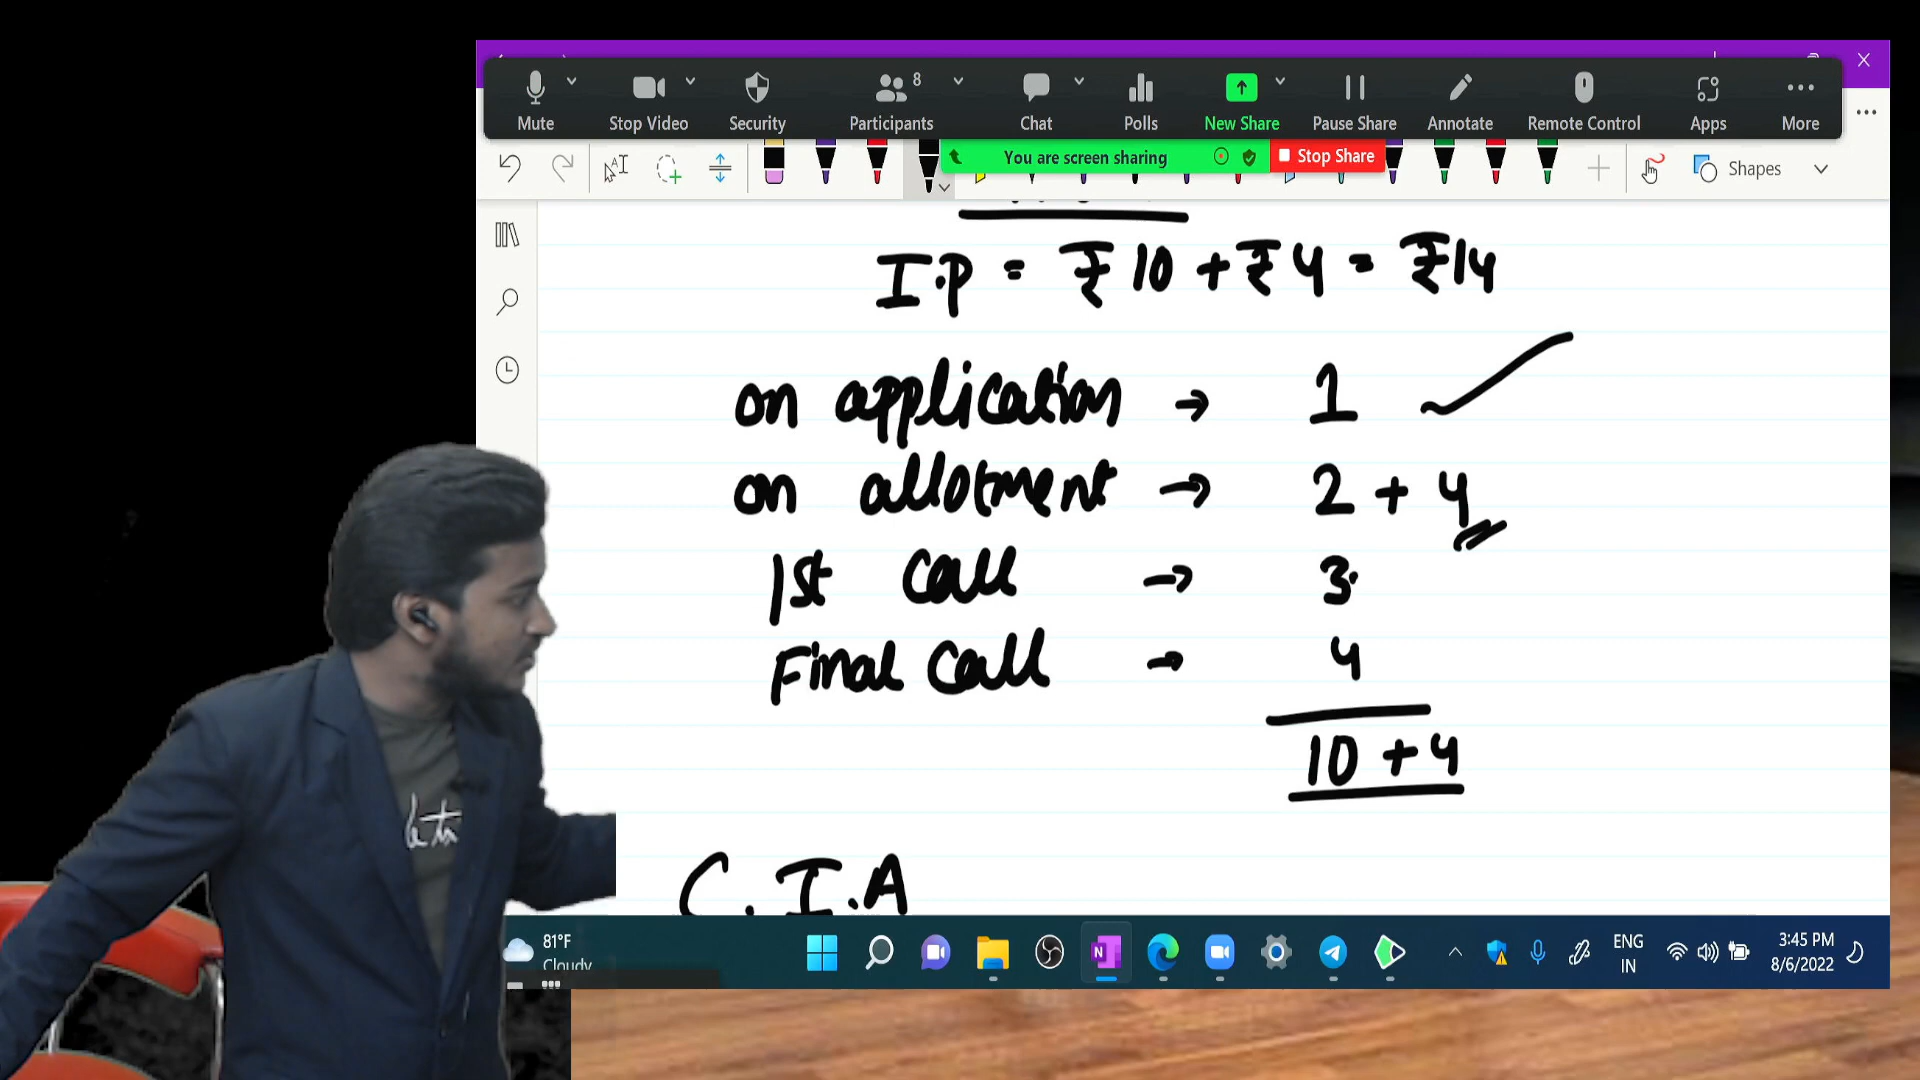 8
Mute Stop Video Security Participants Chat Polls New Share Pause Share Annotate Remote Control Apps More
You are screen sharing Stop Share
Shapes
I.P = ₹10 + ₹4 = ₹14
on application → 1
on allotment → 2 + 4
1st call → 3
Final call → 4
10 + 4
C.I.A
let's
81°F
Cloudy
ENG
IN
3:45 PM
8/6/2022